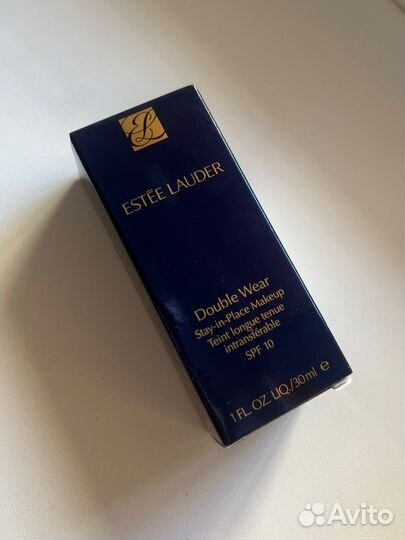 ESTĒE LAUDER
Double Wear
Stay-in-Place Makeup
Teint longue tenue
intransférable
SPF 10
1 FL. OZ. LIQ./30ml e
Avito